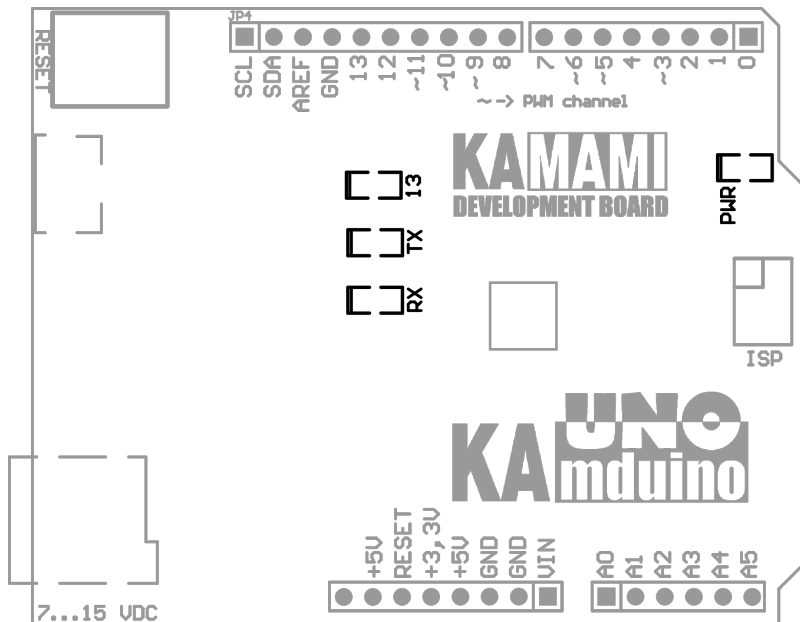 JP4
RESET
SCL
SDA
AREF
GND
13
12
~11
~10
~9
8
7
~6
~5
4
~3
2
1
0
~-> PWM channel
KAMAMI
DEVELOPMENT BOARD
13
TX
RX
PWR
ISP
UNO
KAmduino
+5V
RESET
+3,3V
+5V
GND
GND
VIN
A0
A1
A2
A3
A4
A5
7...15 VDC